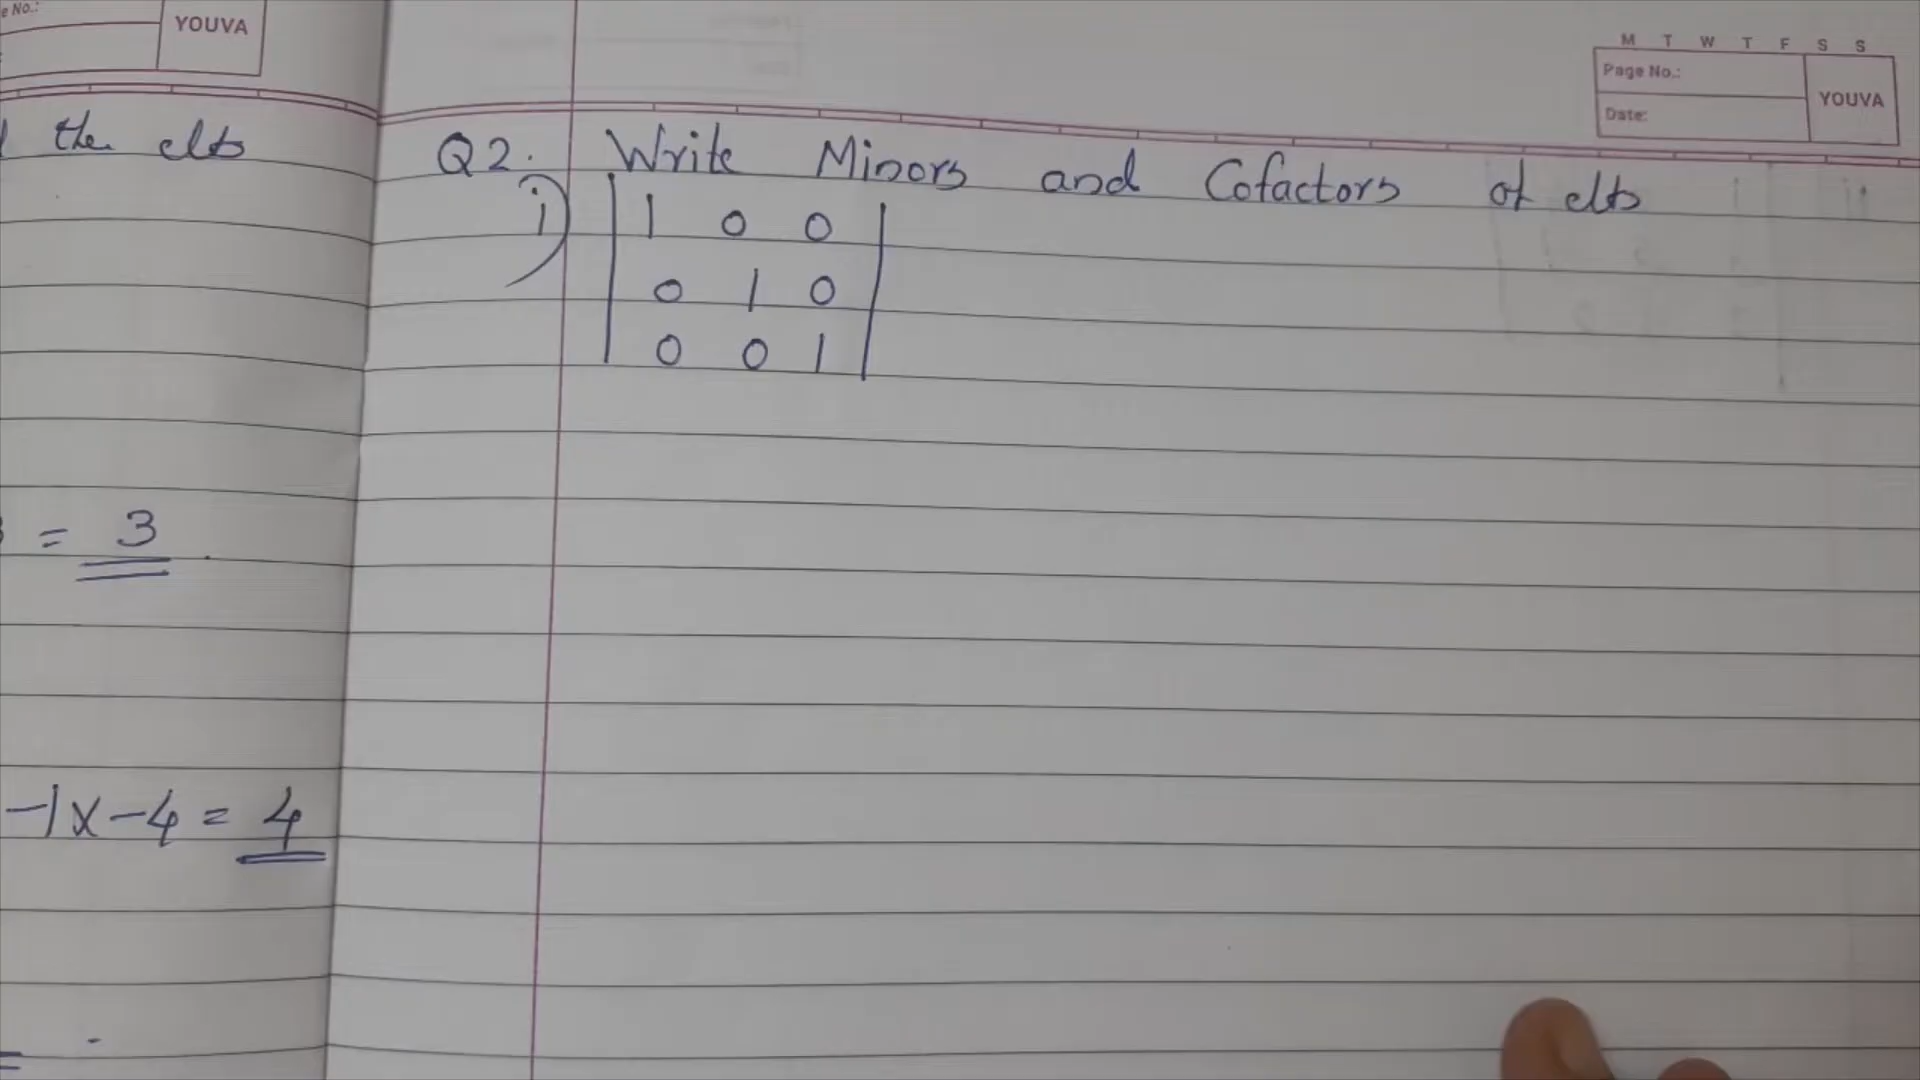 e No.:
YOUVA
the elts
= 3
-1x-4 = 4
M T W T F S S
Page No.:
Date:
YOUVA
Q2. Write Minors and Cofactors of elts
i) | 1 0 0 |
| 0 1 0 |
| 0 0 1 |